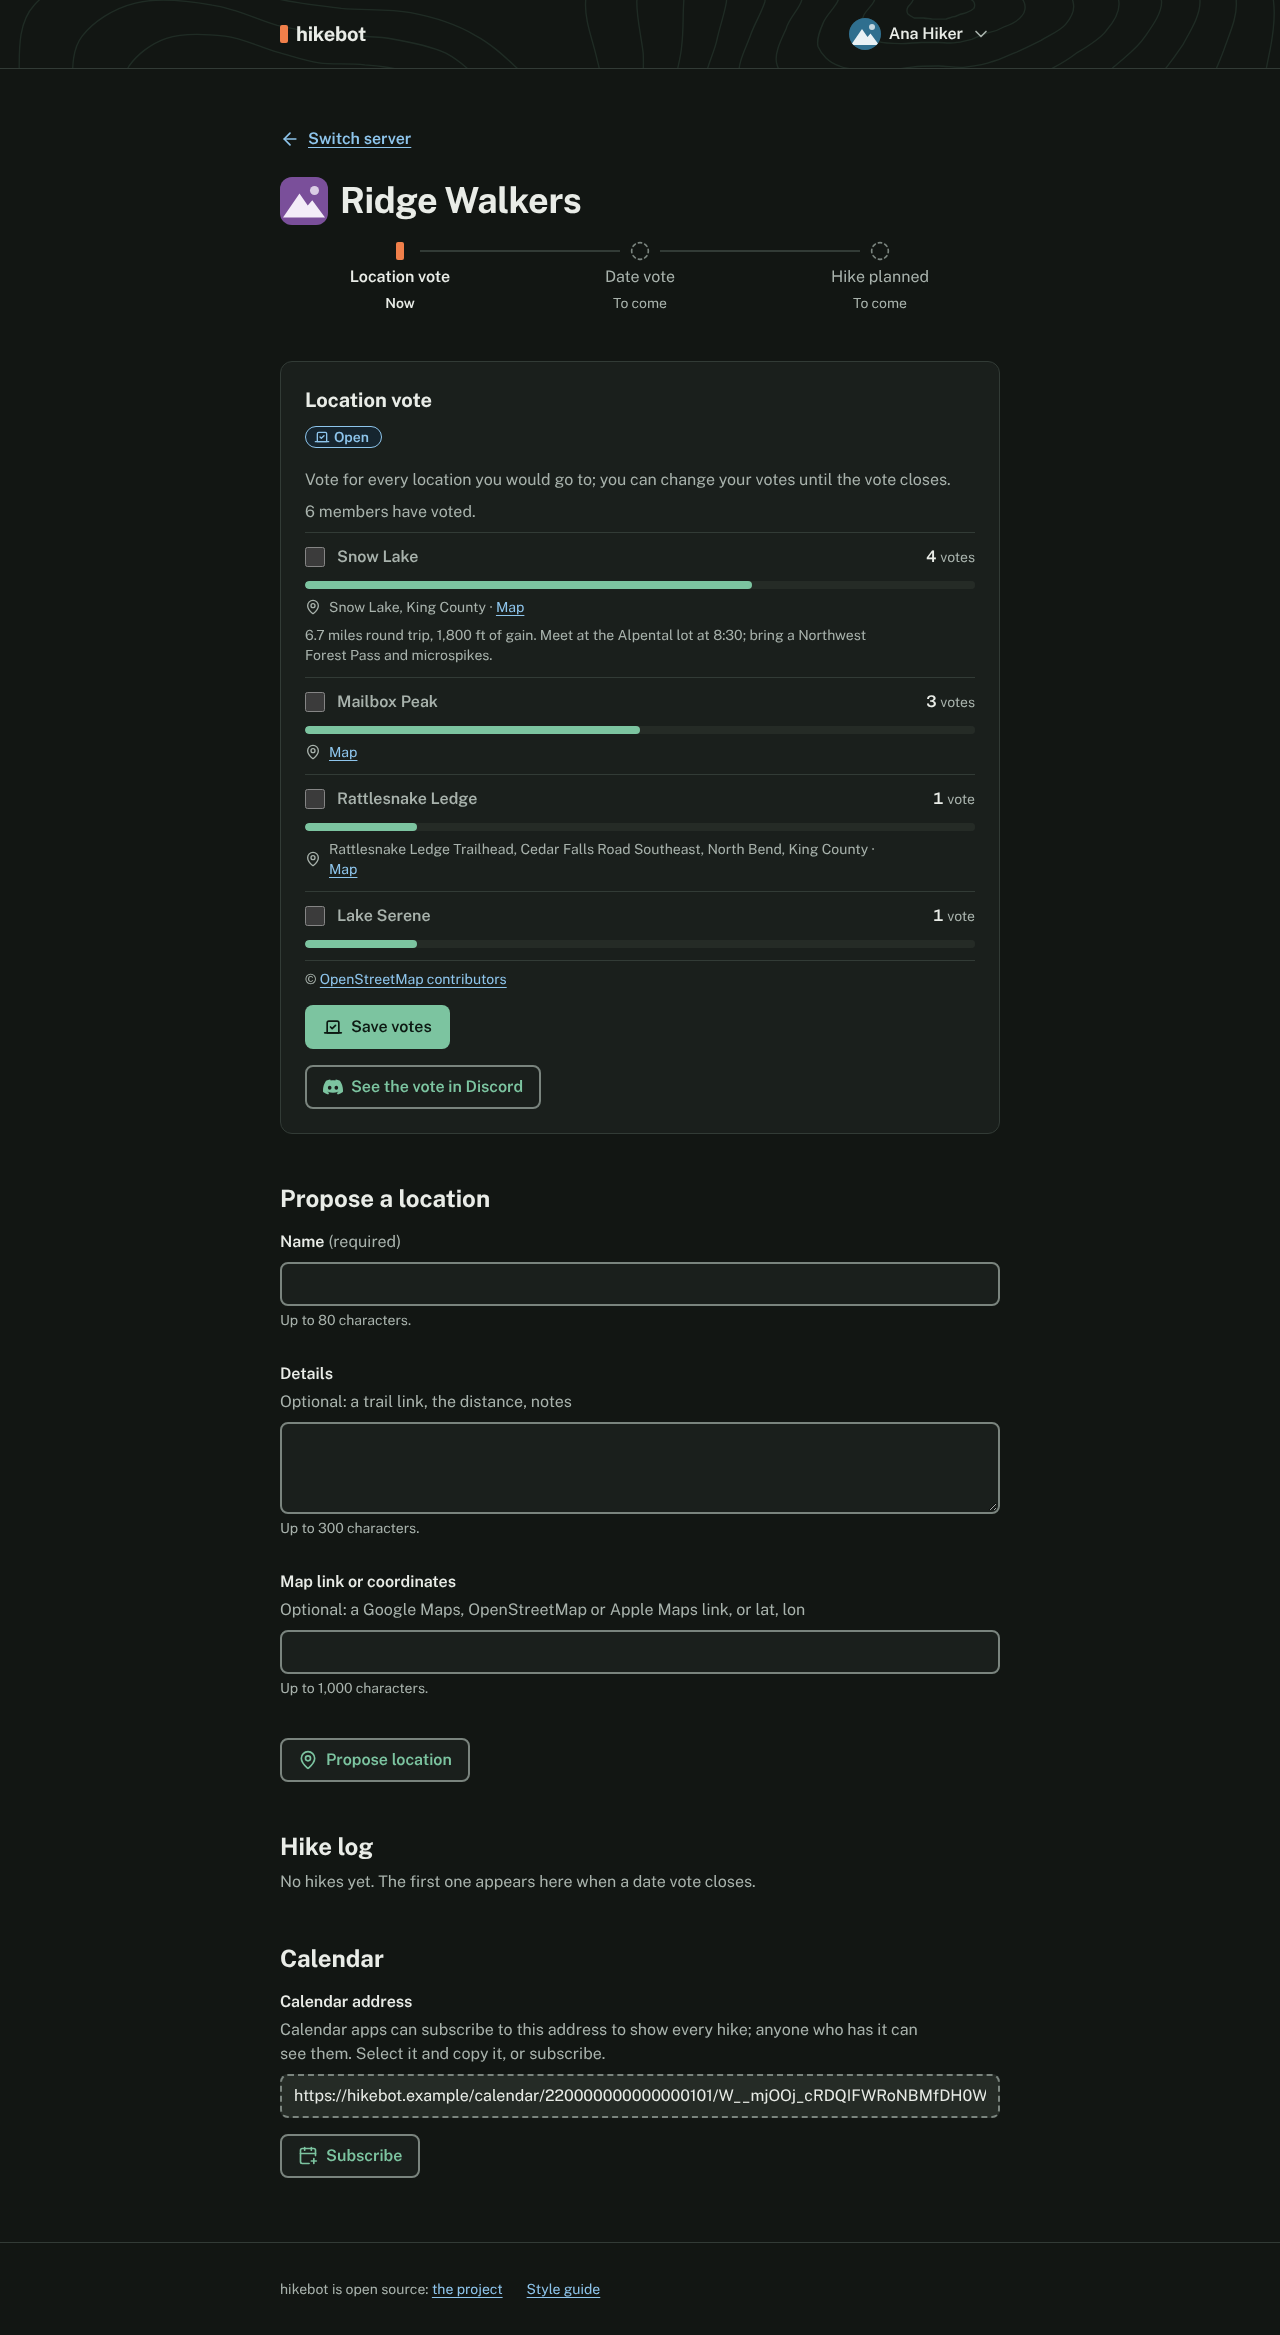 hikebot
Ana Hiker
Switch server
Ridge Walkers
Location vote
Now
Date vote
To come
Hike planned
To come
Location vote
Open
Vote for every location you would go to; you can change your votes until the vote closes.
6 members have voted.
Snow Lake
4 votes
Snow Lake, King County · Map
6.7 miles round trip, 1,800 ft of gain. Meet at the Alpental lot at 8:30; bring a Northwest
Forest Pass and microspikes.
Mailbox Peak
3 votes
Map
Rattlesnake Ledge
1 vote
Rattlesnake Ledge Trailhead, Cedar Falls Road Southeast, North Bend, King County ·
Map
Lake Serene
1 vote
© OpenStreetMap contributors
Save votes
See the vote in Discord
Propose a location
Name (required)
Up to 80 characters.
Details
Optional: a trail link, the distance, notes
Up to 300 characters.
Map link or coordinates
Optional: a Google Maps, OpenStreetMap or Apple Maps link, or lat, lon
Up to 1,000 characters.
Propose location
Hike log
No hikes yet. The first one appears here when a date vote closes.
Calendar
Calendar address
Calendar apps can subscribe to this address to show every hike; anyone who has it can
see them. Select it and copy it, or subscribe.
https://hikebot.example/calendar/220000000000000101/W__mjOOj_cRDQIFWRoNBMfDH0W
Subscribe
hikebot is open source: the project
Style guide